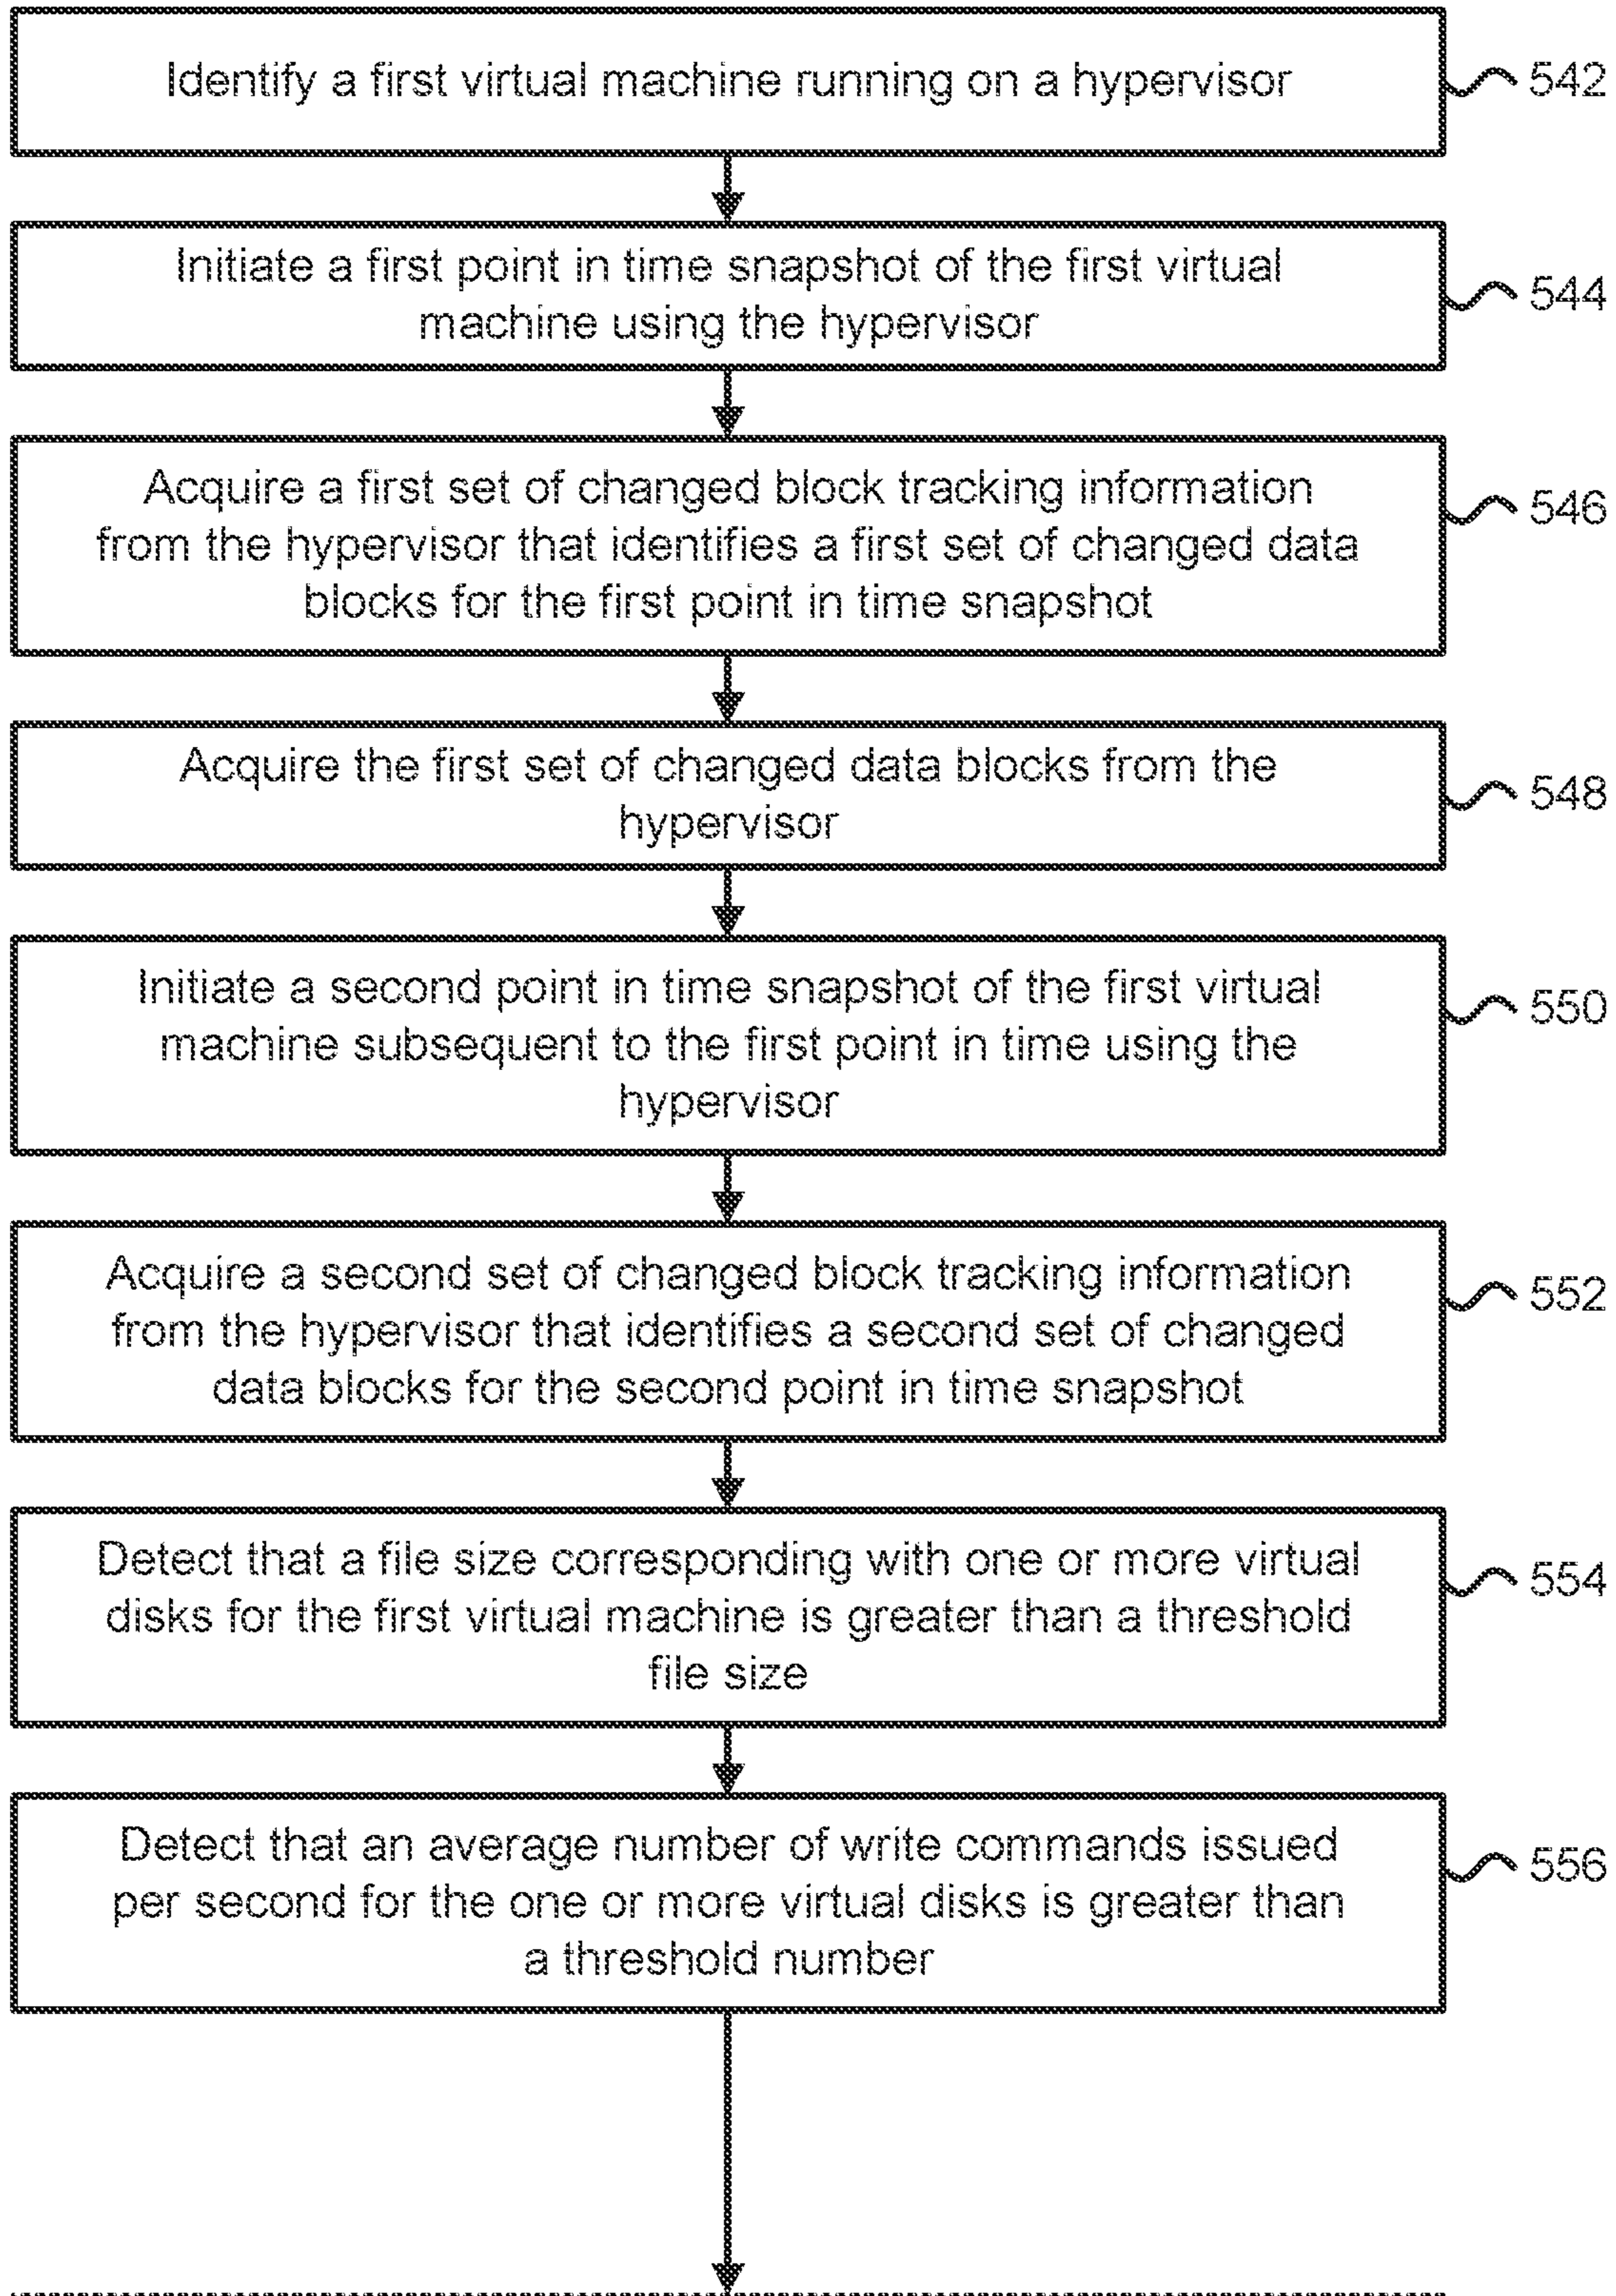 Identify a first virtual machine running on a hypervisor
542
Initiate a first point in time snapshot of the first virtual
machine using the hypervisor
544
Acquire a first set of changed block tracking information
from the hypervisor that identifies a first set of changed data
blocks for the first point in time snapshot
546
Acquire the first set of changed data blocks from the
hypervisor
548
Initiate a second point in time snapshot of the first virtual
machine subsequent to the first point in time using the
hypervisor
550
Acquire a second set of changed block tracking information
from the hypervisor that identifies a second set of changed
data blocks for the second point in time snapshot
552
Detect that a file size corresponding with one or more virtual
disks for the first virtual machine is greater than a threshold
file size
554
Detect that an average number of write commands issued
per second for the one or more virtual disks is greater than
a threshold number
556